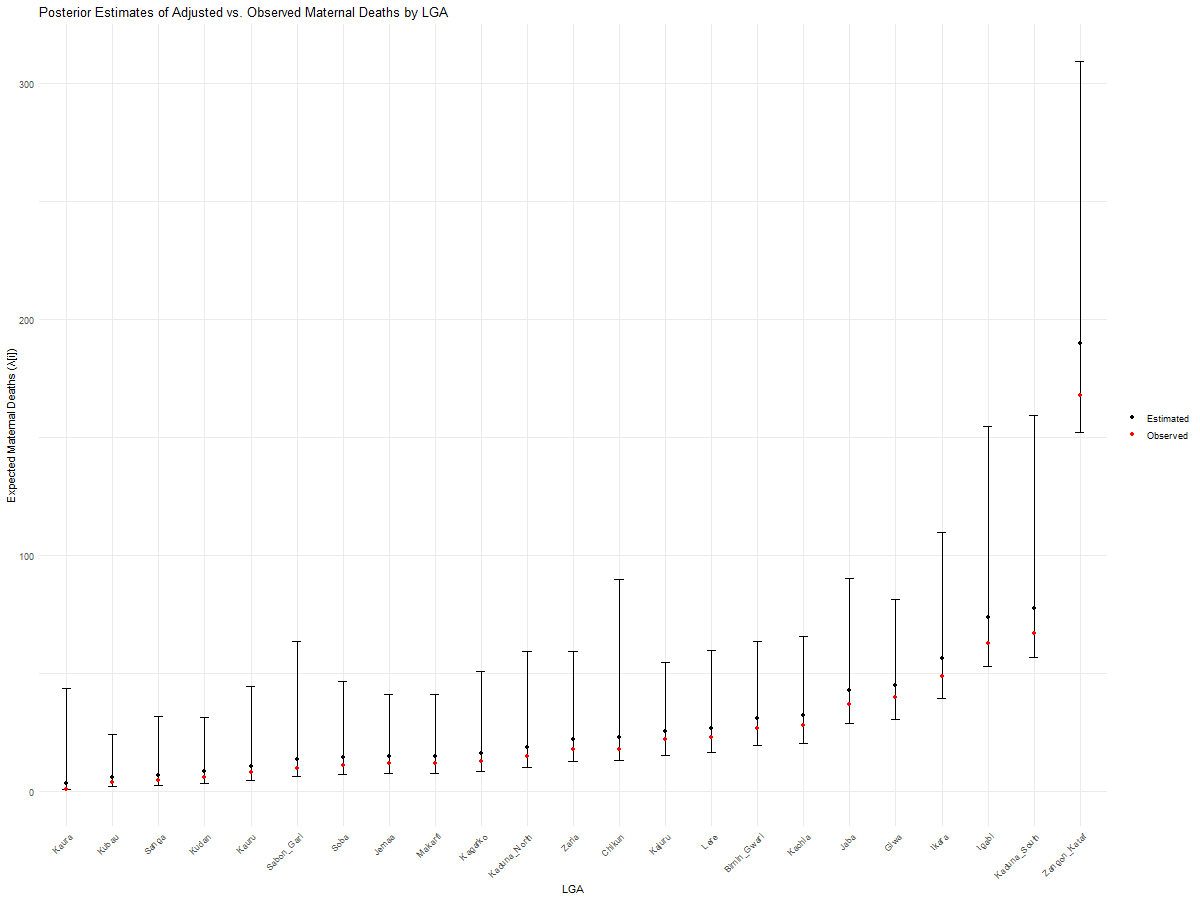 Posterior Estimates of Adjusted vs. Observed Maternal Deaths by LGA
Expected Maternal Deaths (λ[i])
300
200
100
0
Kaura
Kubau
Sanga
Kudan
Kauru
Sabon_Gari
Soba
Jemaa
Makarfi
Kagarko
Kaduna_North
Zaria
Chikun
Kajuru
Lere
Birnin_Gwari
Kachia
Jaba
Giwa
Ikara
Igabi
Kaduna_South
Zangon_Kataf
LGA
Estimated
Observed